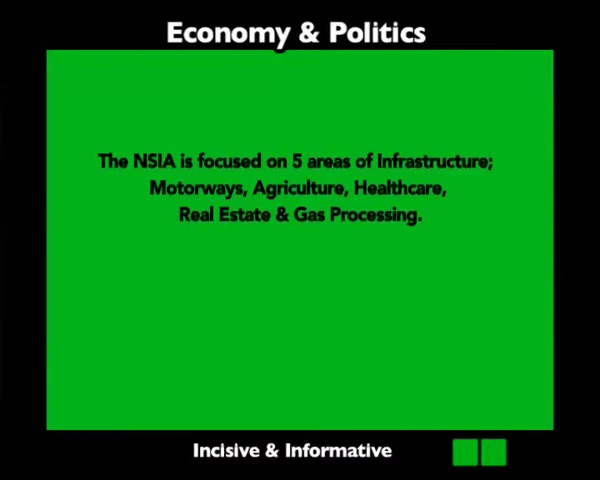 Economy & Politics
The NSIA is focused on 5 areas of Infrastructure;
Motorways, Agriculture, Healthcare,
Real Estate & Gas Processing.
Incisive & Informative